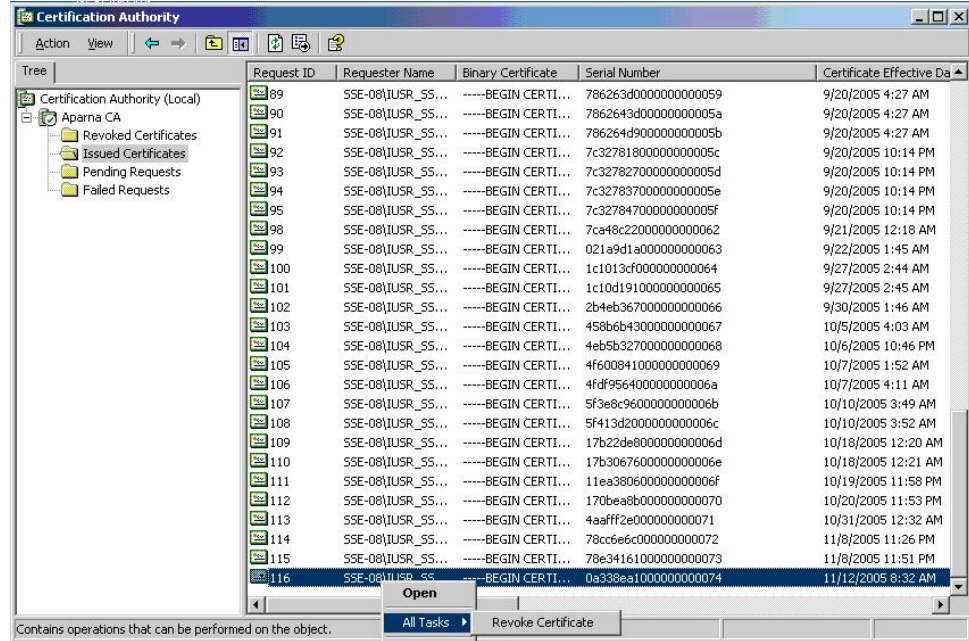 Certification Authority
Action View
Tree
Certification Authority (Local)
Aparna CA
Revoked Certificates
Issued Certificates
Pending Requests
Failed Requests
Request ID Requester Name Binary Certificate Serial Number Certificate Effective Da
89 SSE-08\IUSR_SS... -----BEGIN CERTI... 786263d0000000000059 9/20/2005 4:27 AM
90 SSE-08\IUSR_SS... -----BEGIN CERTI... 7862643d00000000005a 9/20/2005 4:27 AM
91 SSE-08\IUSR_SS... -----BEGIN CERTI... 786264d900000000005b 9/20/2005 4:27 AM
92 SSE-08\IUSR_SS... -----BEGIN CERTI... 7c32781800000000005c 9/20/2005 10:14 PM
93 SSE-08\IUSR_SS... -----BEGIN CERTI... 7c32782700000000005d 9/20/2005 10:14 PM
94 SSE-08\IUSR_SS... -----BEGIN CERTI... 7c32783700000000005e 9/20/2005 10:14 PM
95 SSE-08\IUSR_SS... -----BEGIN CERTI... 7c32784700000000005f 9/20/2005 10:14 PM
98 SSE-08\IUSR_SS... -----BEGIN CERTI... 7ca48c22000000000062 9/21/2005 12:18 AM
99 SSE-08\IUSR_SS... -----BEGIN CERTI... 021a9d1a000000000063 9/22/2005 1:45 AM
100 SSE-08\IUSR_SS... -----BEGIN CERTI... 1c1013cf000000000064 9/27/2005 2:44 AM
101 SSE-08\IUSR_SS... -----BEGIN CERTI... 1c10d191000000000065 9/27/2005 2:45 AM
102 SSE-08\IUSR_SS... -----BEGIN CERTI... 2b4eb367000000000066 9/30/2005 1:46 AM
103 SSE-08\IUSR_SS... -----BEGIN CERTI... 458b6b43000000000067 10/5/2005 4:03 AM
104 SSE-08\IUSR_SS... -----BEGIN CERTI... 4eb5b327000000000068 10/6/2005 10:46 PM
105 SSE-08\IUSR_SS... -----BEGIN CERTI... 4f600841000000000069 10/7/2005 1:52 AM
106 SSE-08\IUSR_SS... -----BEGIN CERTI... 4fdf956400000000006a 10/7/2005 4:11 AM
107 SSE-08\IUSR_SS... -----BEGIN CERTI... 5f3e8c9600000000006b 10/10/2005 3:49 AM
108 SSE-08\IUSR_SS... -----BEGIN CERTI... 5f413d2000000000006c 10/10/2005 3:52 AM
109 SSE-08\IUSR_SS... -----BEGIN CERTI... 17b22de800000000006d 10/18/2005 12:20 AM
110 SSE-08\IUSR_SS... -----BEGIN CERTI... 17b3067600000000006e 10/18/2005 12:21 AM
111 SSE-08\IUSR_SS... -----BEGIN CERTI... 11ea380600000000006f 10/19/2005 11:58 PM
112 SSE-08\IUSR_SS... -----BEGIN CERTI... 170bea8b000000000070 10/20/2005 11:53 PM
113 SSE-08\IUSR_SS... -----BEGIN CERTI... 4aafff2e000000000071 10/31/2005 12:32 AM
114 SSE-08\IUSR_SS... -----BEGIN CERTI... 78cc6e6c000000000072 11/8/2005 11:26 PM
115 SSE-08\IUSR_SS... -----BEGIN CERTI... 78e34161000000000073 11/8/2005 11:51 PM
116 SSE-08\IUSR_SS... -----BEGIN CERTI... 0a338ea1000000000074 11/12/2005 8:32 AM
Open
All Tasks Revoke Certificate
Contains operations that can be performed on the object.